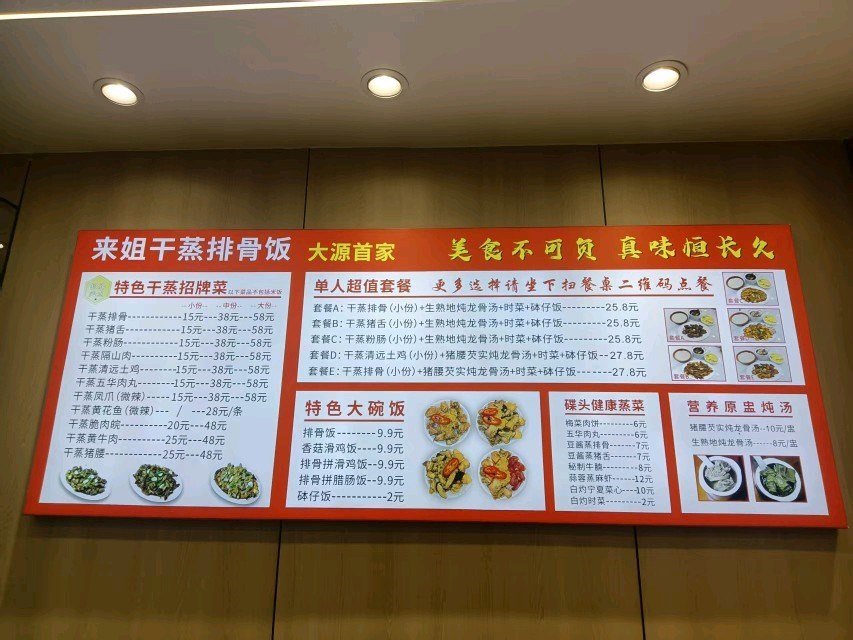 来姐干蒸排骨饭 大源首家 美食不可负 真味恒长久
特色干蒸招牌菜 以下菜品不包括米饭
小份 中份 大份
干蒸排骨------------15元---38元---58元
干蒸猪舌------------15元---38元---58元
干蒸粉肠------------15元---38元---58元
干蒸隔山肉----------15元---38元---58元
干蒸清远土鸡--------15元---38元---58元
干蒸五华肉丸--------15元---38元---58元
干蒸凤爪(微辣)------15元---38元---58元
干蒸黄花鱼(微辣)--- / ---28元/条
干蒸脆肉皖---------20元---48元
干蒸黄牛肉---------25元---48元
干蒸猪腰-----------25元---48元
单人超值套餐 更多选择请坐下扫餐桌二维码点餐
套餐A：干蒸排骨(小份)+生熟地炖龙骨汤+时菜+砵仔饭--------25.8元
套餐B：干蒸猪舌(小份)+生熟地炖龙骨汤+时菜+砵仔饭--------25.8元
套餐C：干蒸粉肠(小份)+生熟地炖龙骨汤+时菜+砵仔饭--------25.8元
套餐D：干蒸清远土鸡(小份)+猪腰芡实炖龙骨汤+时菜+砵仔饭---27.8元
套餐E：干蒸排骨(小份)+猪腰芡实炖龙骨汤+时菜+砵仔饭-------27.8元
特色大碗饭
排骨饭--------9.9元
香菇滑鸡饭---9.9元
排骨拼滑鸡饭--9.9元
排骨拼腊肠饭--9.9元
砵仔饭----------2元
碟头健康蒸菜
梅菜肉饼--------6元
五华肉丸--------6元
豆酱蒸排骨-----7元
豆酱蒸猪舌-----7元
秘制牛腩--------8元
蒜蓉蒸麻虾-----12元
白灼宁夏菜心---10元
白灼时菜--------2元
营养原盅炖汤
猪腰芡实炖龙骨汤--10元/盅
生熟地炖龙骨汤-----8元/盅